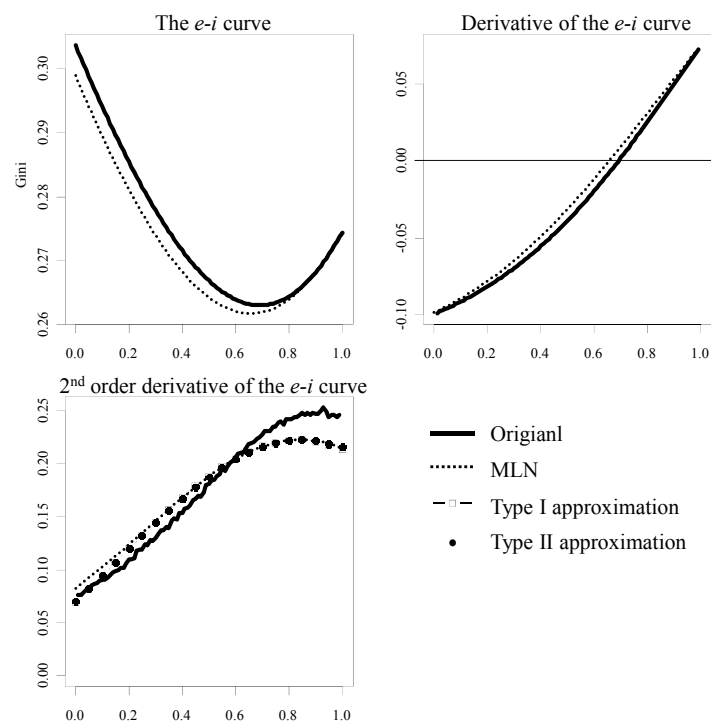 The e-i curve
0.30
0.29
0.28
0.27
0.26
Gini
0.0 0.2 0.4 0.6 0.8 1.0
Derivative of the e-i curve
0.05
0.00
-0.05
-0.10
0.0 0.2 0.4 0.6 0.8 1.0
2nd order derivative of the e-i curve
0.25
0.20
0.15
0.10
0.05
0.00
0.0 0.2 0.4 0.6 0.8 1.0
Origianl
MLN
Type I approximation
Type II approximation